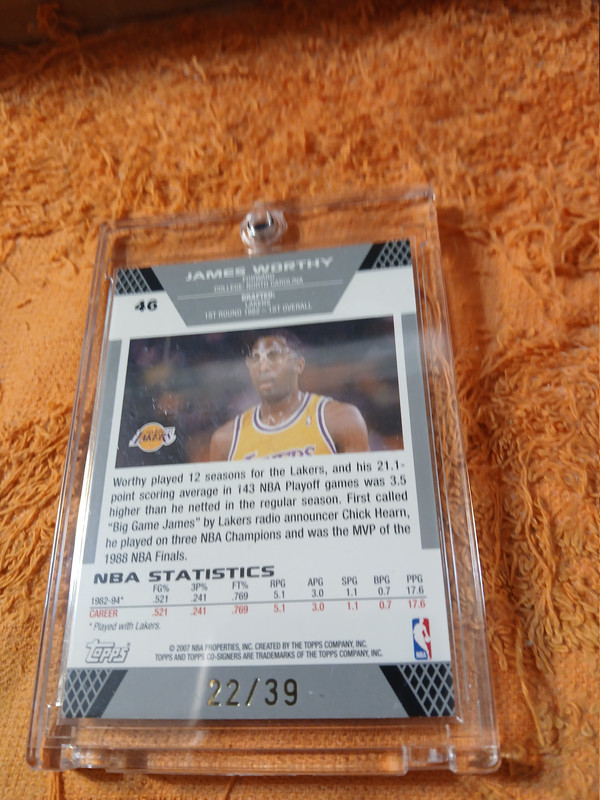 JAMES WORTHY
FORWARD
COLLEGE: NORTH CAROLINA
DRAFTED:
LAKERS
1ST ROUND 1982 – 1ST OVERALL
46
LAKERS
LAKERS
Worthy played 12 seasons for the Lakers, and his 21.1-
point scoring average in 143 NBA Playoff games was 3.5
higher than he netted in the regular season. First called
"Big Game James" by Lakers radio announcer Chick Hearn,
he played on three NBA Champions and was the MVP of the
1988 NBA Finals.
NBA STATISTICS
FG% 3P% FT% RPG APG SPG BPG PPG
1982-94* .521 .241 .769 5.1 3.0 1.1 0.7 17.6
CAREER .521 .241 .769 5.1 3.0 1.1 0.7 17.6
* Played with Lakers.
Topps
© 2007 NBA PROPERTIES, INC. CREATED BY THE TOPPS COMPANY, INC.
TOPPS AND TOPPS CO-SIGNERS ARE TRADEMARKS OF THE TOPPS COMPANY, INC.
NBA
22/39